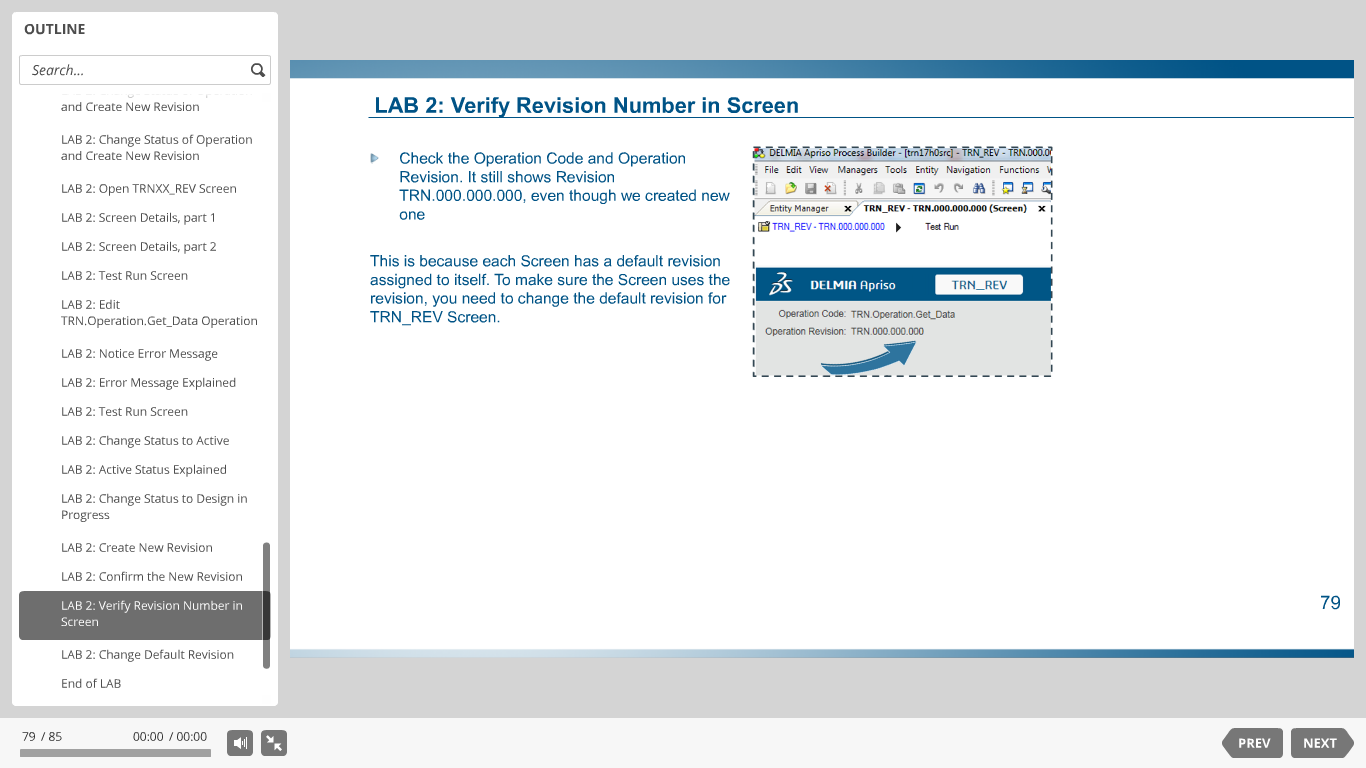 OUTLINE
Search...
and Create New Revision
LAB 2: Change Status of Operation
and Create New Revision
LAB 2: Open TRNXX_REV Screen
LAB 2: Screen Details, part 1
LAB 2: Screen Details, part 2
LAB 2: Test Run Screen
LAB 2: Edit
TRN.Operation.Get_Data Operation
LAB 2: Notice Error Message
LAB 2: Error Message Explained
LAB 2: Test Run Screen
LAB 2: Change Status to Active
LAB 2: Active Status Explained
LAB 2: Change Status to Design in
Progress
LAB 2: Create New Revision
LAB 2: Confirm the New Revision
LAB 2: Verify Revision Number in
Screen
LAB 2: Change Default Revision
End of LAB
LAB 2: Verify Revision Number in Screen
Check the Operation Code and Operation
Revision. It still shows Revision
TRN.000.000.000, even though we created new
one
This is because each Screen has a default revision
assigned to itself. To make sure the Screen uses the
revision, you need to change the default revision for
TRN_REV Screen.
DELMIA Apriso Process Builder - [trn17h0src] - TRN_REV - TRN.000.0
File Edit View Managers Tools Entity Navigation Functions
Entity Manager TRN_REV - TRN.000.000.000 (Screen)
TRN_REV - TRN.000.000.000 Test Run
DELMIA Apriso TRN_REV
Operation Code: TRN.Operation.Get_Data
Operation Revision: TRN.000.000.000
79
79 / 85 00:00 / 00:00
PREV NEXT